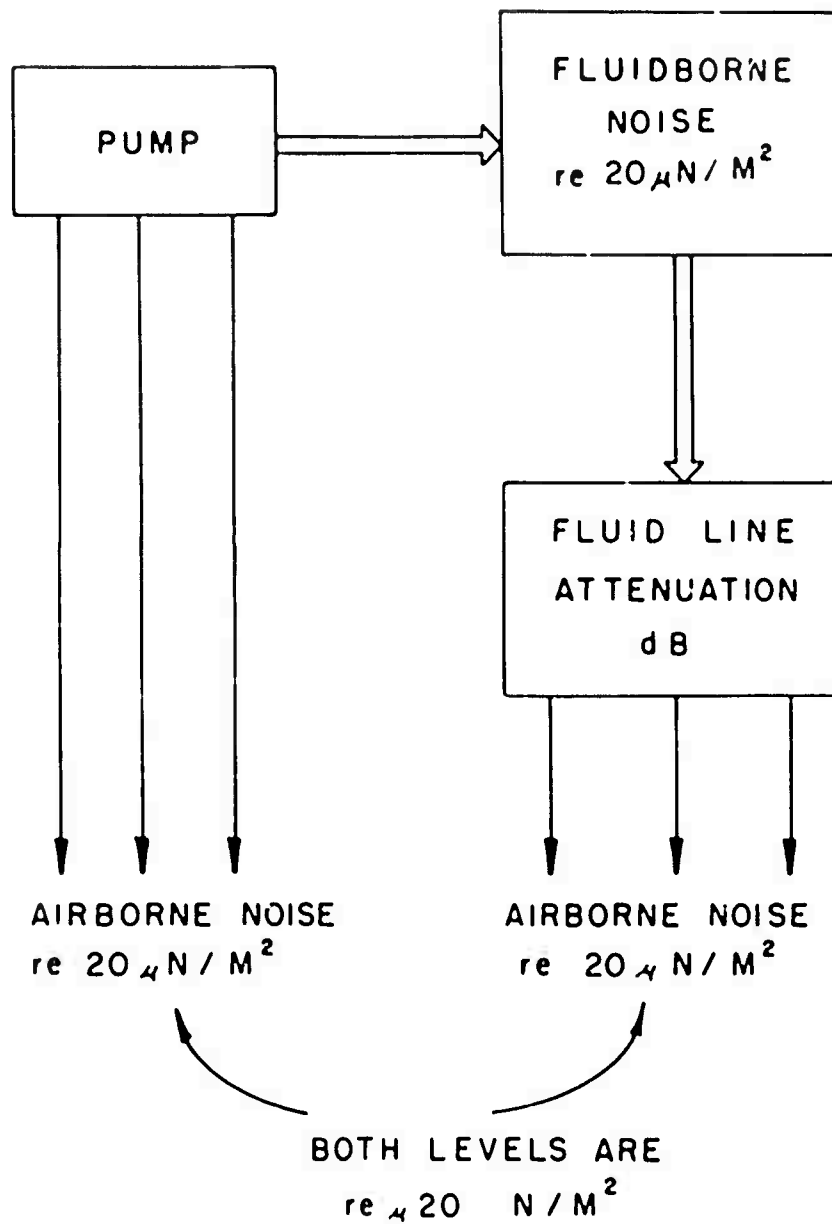 PUMP
FLUIDBORNE
NOISE
re 20μN/M²
FLUID LINE
ATTENUATION
dB
AIRBORNE NOISE
re 20μN/M²
AIRBORNE NOISE
re 20μN/M²
BOTH LEVELS ARE
re μ20 N/M²